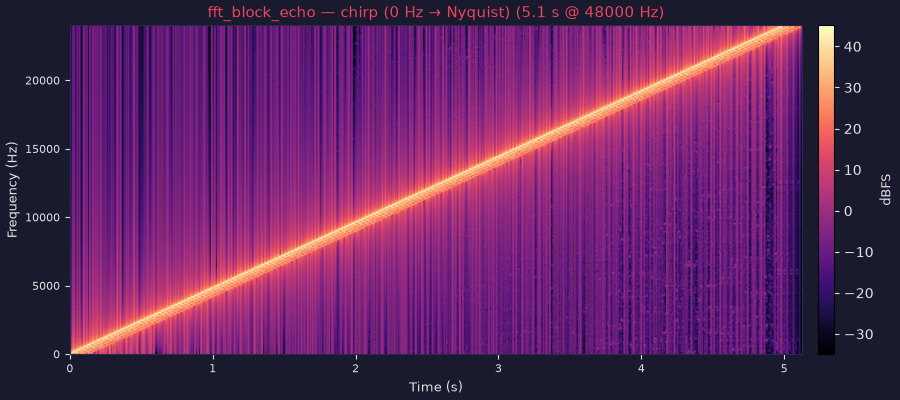 fft_block_echo — chirp (0 Hz → Nyquist) (5.1 s @ 48000 Hz)
Frequency (Hz)
20000
15000
10000
5000
0
0 1 2 3 4 5
Time (s)
40
30
20
10
0
−10
−20
−30
dBFS